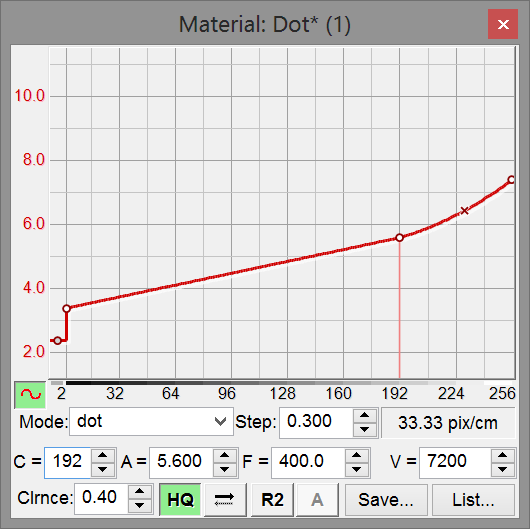 Material: Dot* (1)
10.0
8.0
6.0
4.0
2.0
2 32 64 96 128 160 192 224 256
Mode: dot Step: 0.300 33.33 pix/cm
C = 192 A = 5.600 F = 400.0 V = 7200
Clrnce: 0.40 HQ R2 A Save... List...